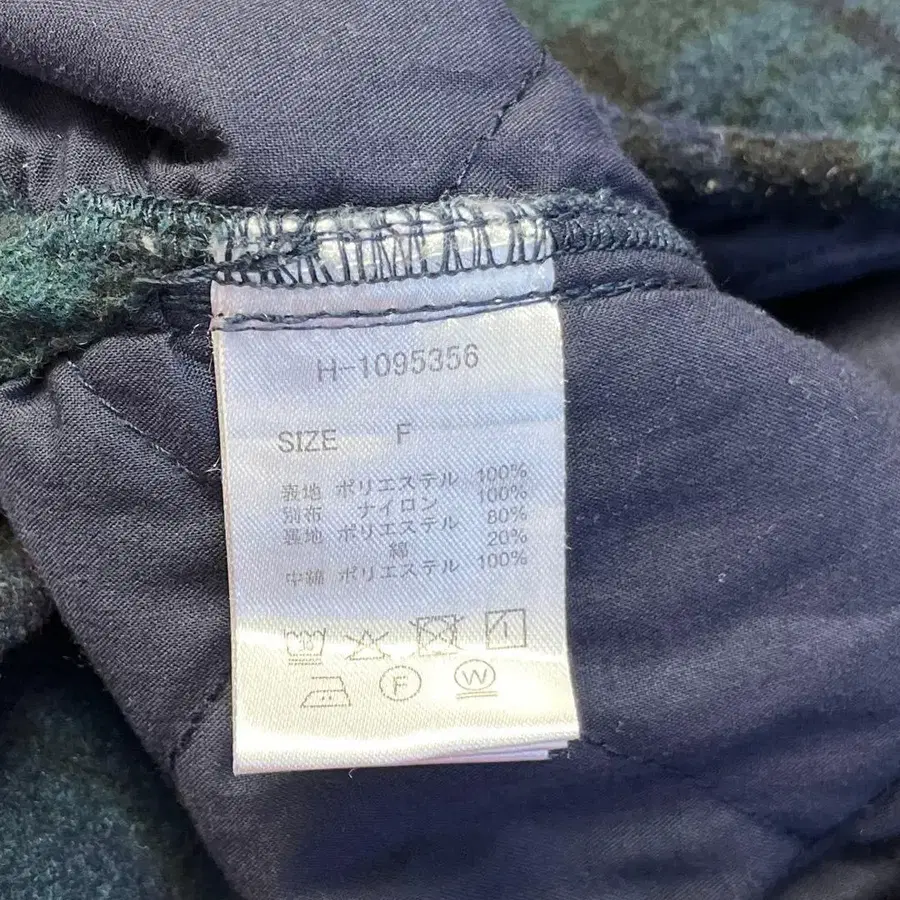 H-1095356
SIZE F
表地 ポリエステル 100%
別布 ナイロン 100%
裏地 ポリエステル 80%
綿 20%
中綿 ポリエステル 100%
F W